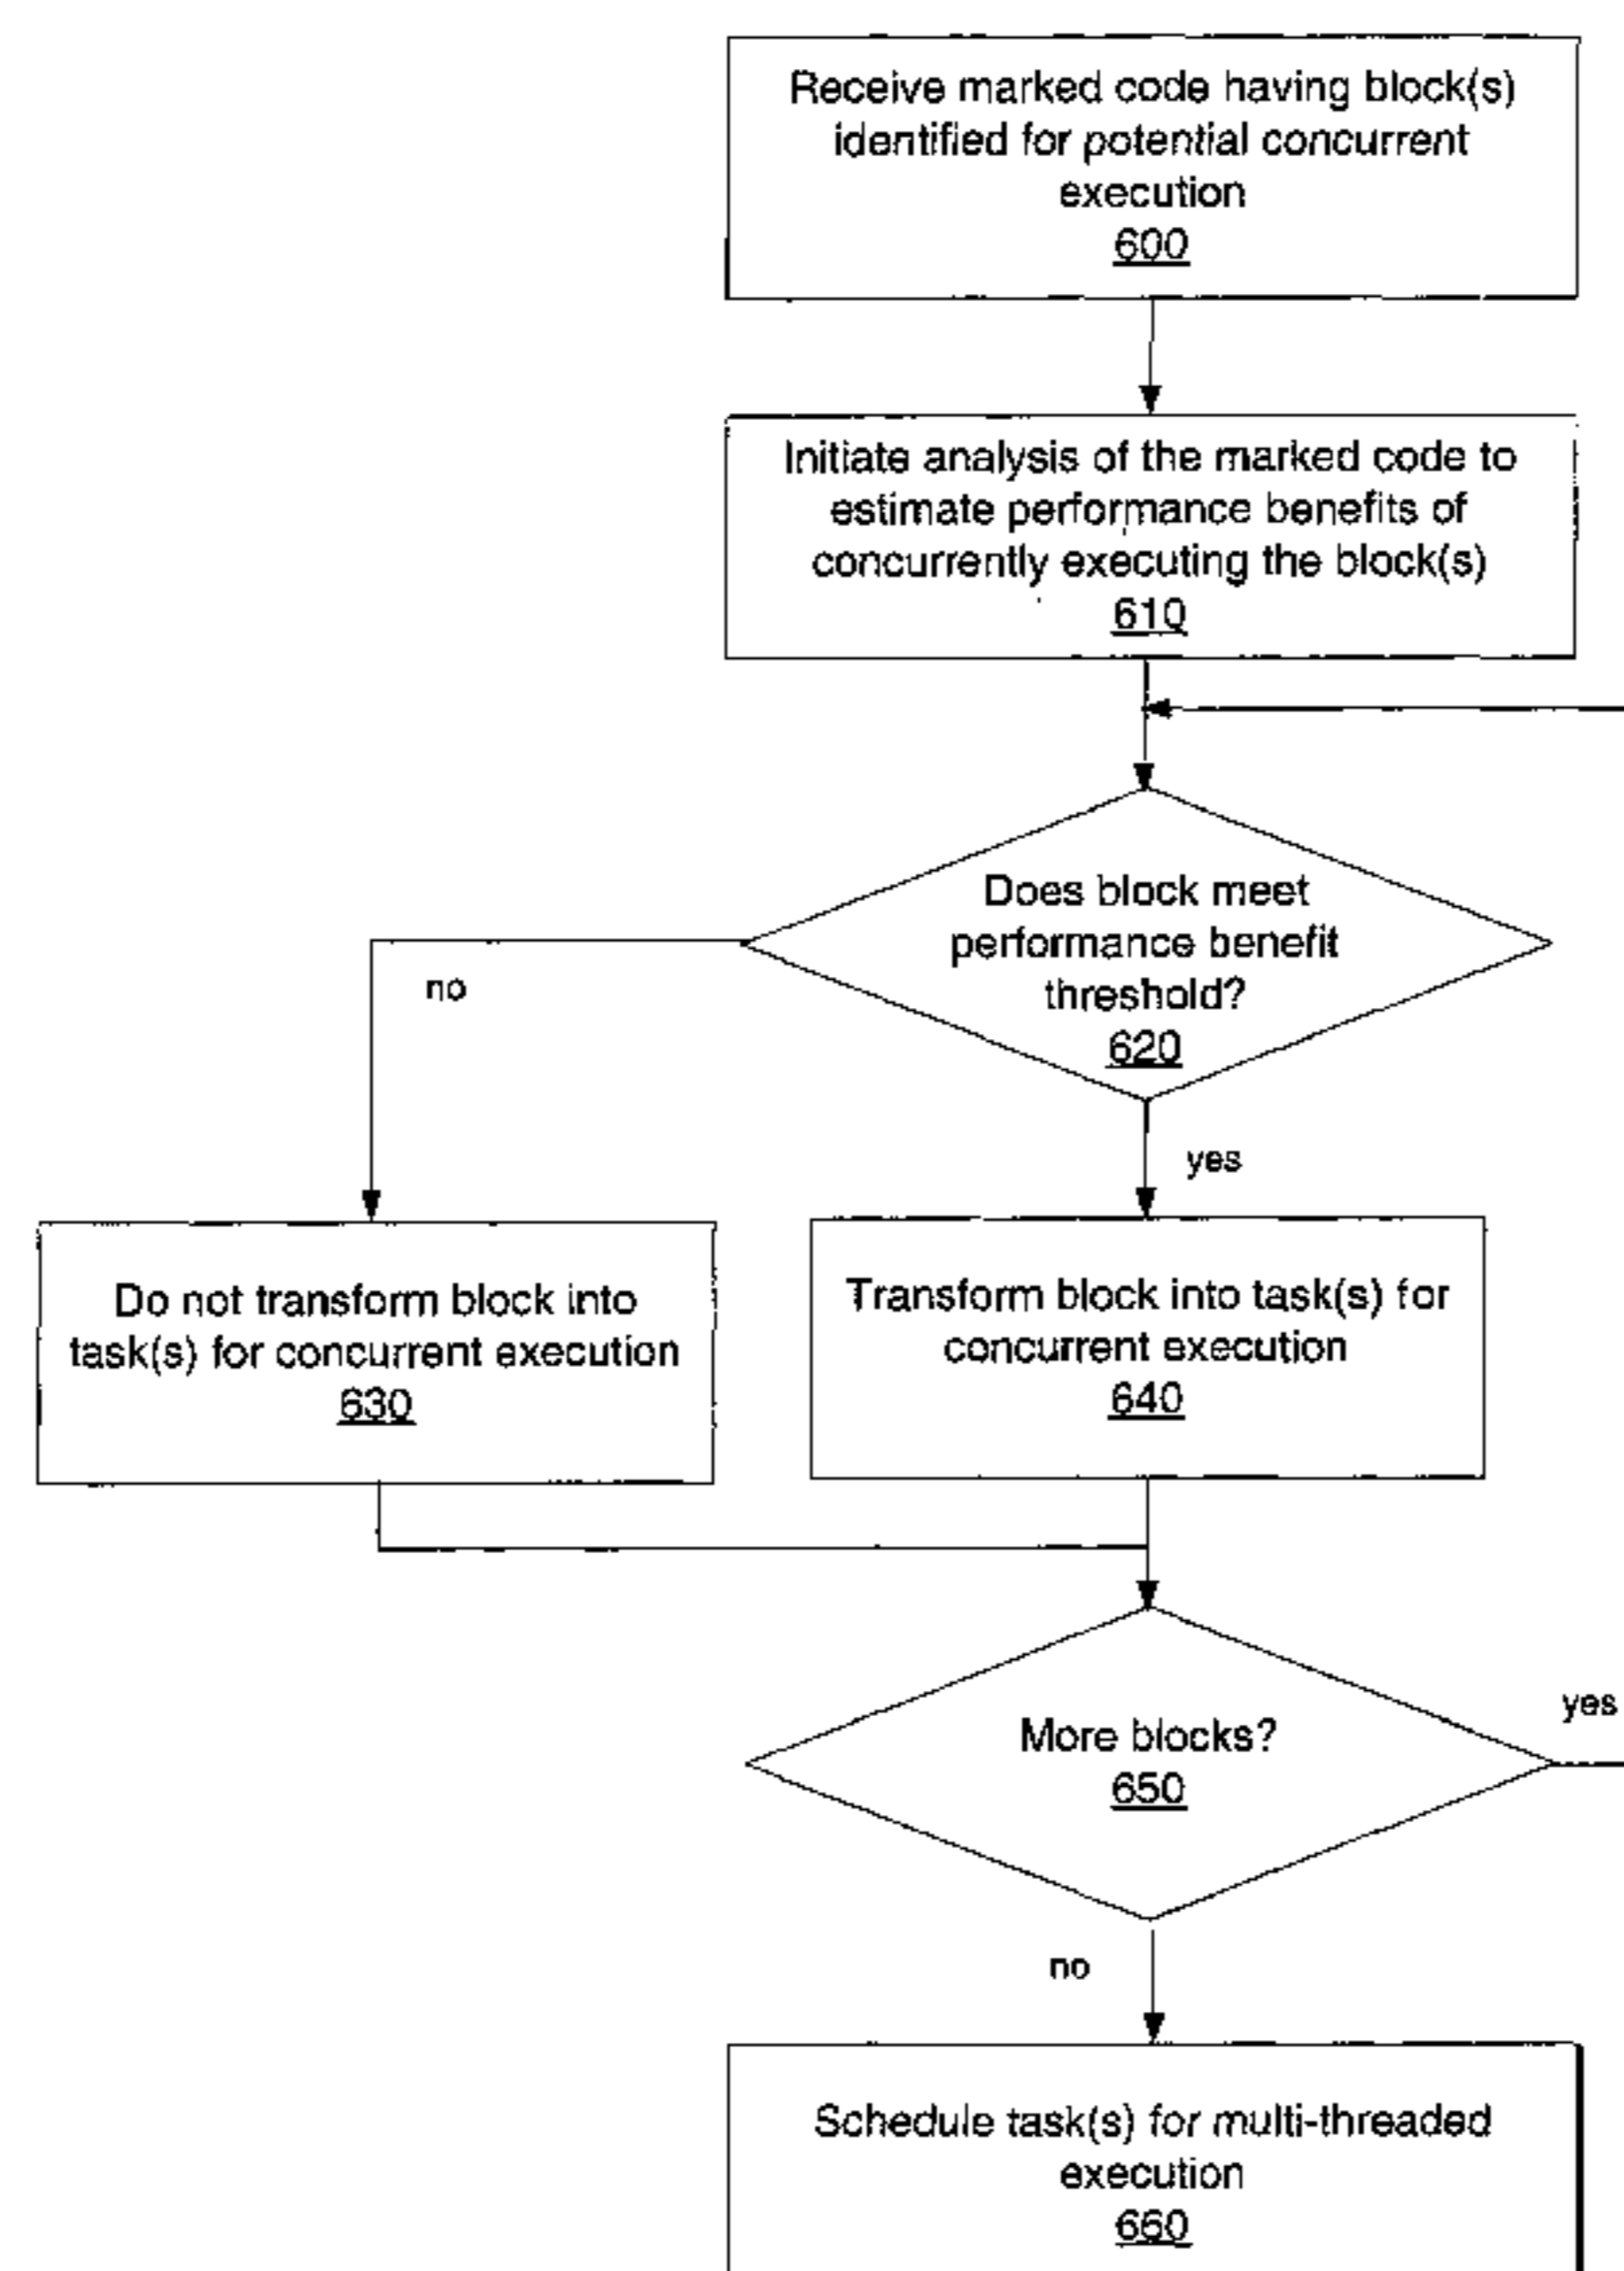 Receive marked code having block(s)
identified for potential concurrent
execution
600
Initiate analysis of the marked code to
estimate performance benefits of
concurrently executing the block(s)
610
Does block meet
performance benefit
threshold?
620
no
yes
Do not transform block into
task(s) for concurrent execution
630
Transform block into task(s) for
concurrent execution
640
More blocks?
650
yes
no
Schedule task(s) for multi-threaded
execution
660